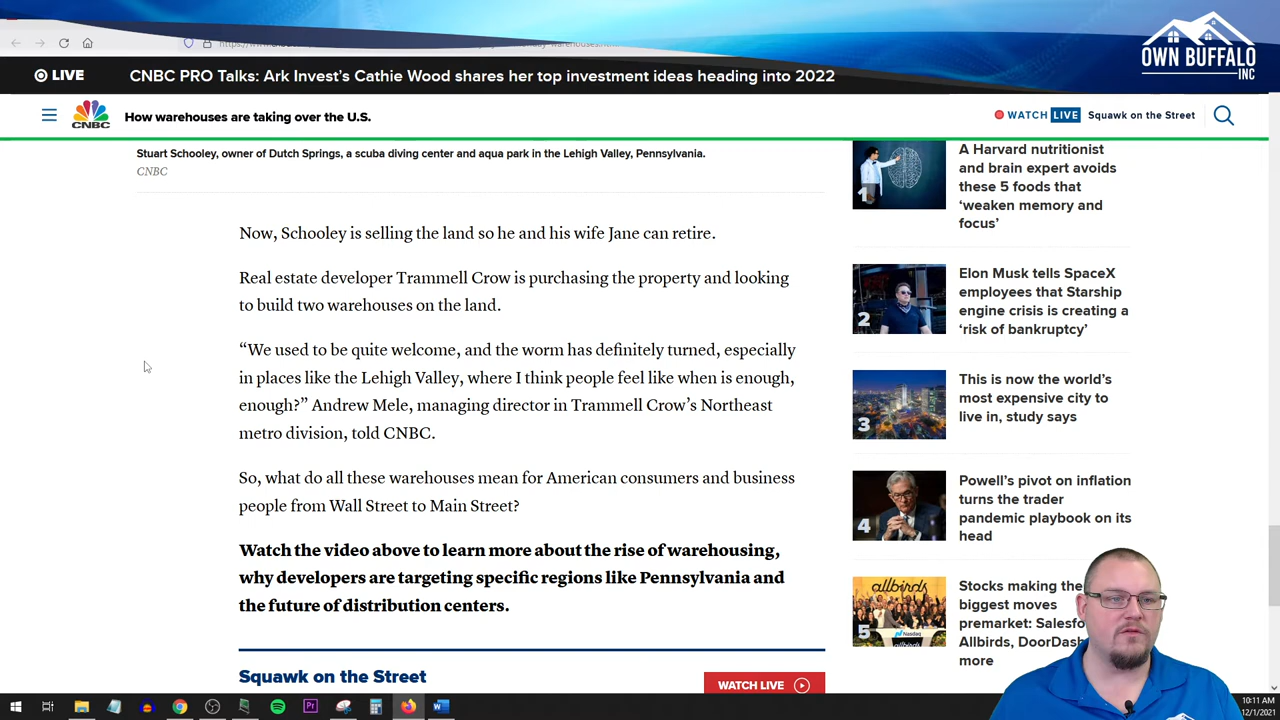 OWN BUFFALO
INC
LIVE
CNBC PRO Talks: Ark Invest's Cathie Wood shares her top investment ideas heading into 2022
CNBC
How warehouses are taking over the U.S.
WATCH LIVE Squawk on the Street
Stuart Schooley, owner of Dutch Springs, a scuba diving center and aqua park in the Lehigh Valley, Pennsylvania.
CNBC
Now, Schooley is selling the land so he and his wife Jane can retire.
Real estate developer Trammell Crow is purchasing the property and looking
to build two warehouses on the land.
“We used to be quite welcome, and the worm has definitely turned, especially
in places like the Lehigh Valley, where I think people feel like when is enough,
enough?” Andrew Mele, managing director in Trammell Crow’s Northeast
metro division, told CNBC.
So, what do all these warehouses mean for American consumers and business
people from Wall Street to Main Street?
Watch the video above to learn more about the rise of warehousing,
why developers are targeting specific regions like Pennsylvania and
the future of distribution centers.
Squawk on the Street
WATCH LIVE
1
A Harvard nutritionist
and brain expert avoids
these 5 foods that
‘weaken memory and
focus’
2
Elon Musk tells SpaceX
employees that Starship
engine crisis is creating a
‘risk of bankruptcy’
3
This is now the world’s
most expensive city to
live in, study says
4
Powell’s pivot on inflation
turns the trader
pandemic playbook on its
head
allbirds
Nasdaq
5
Stocks making the
biggest moves
premarket:
Allbirds,
more
10:11 AM
12/1/2021